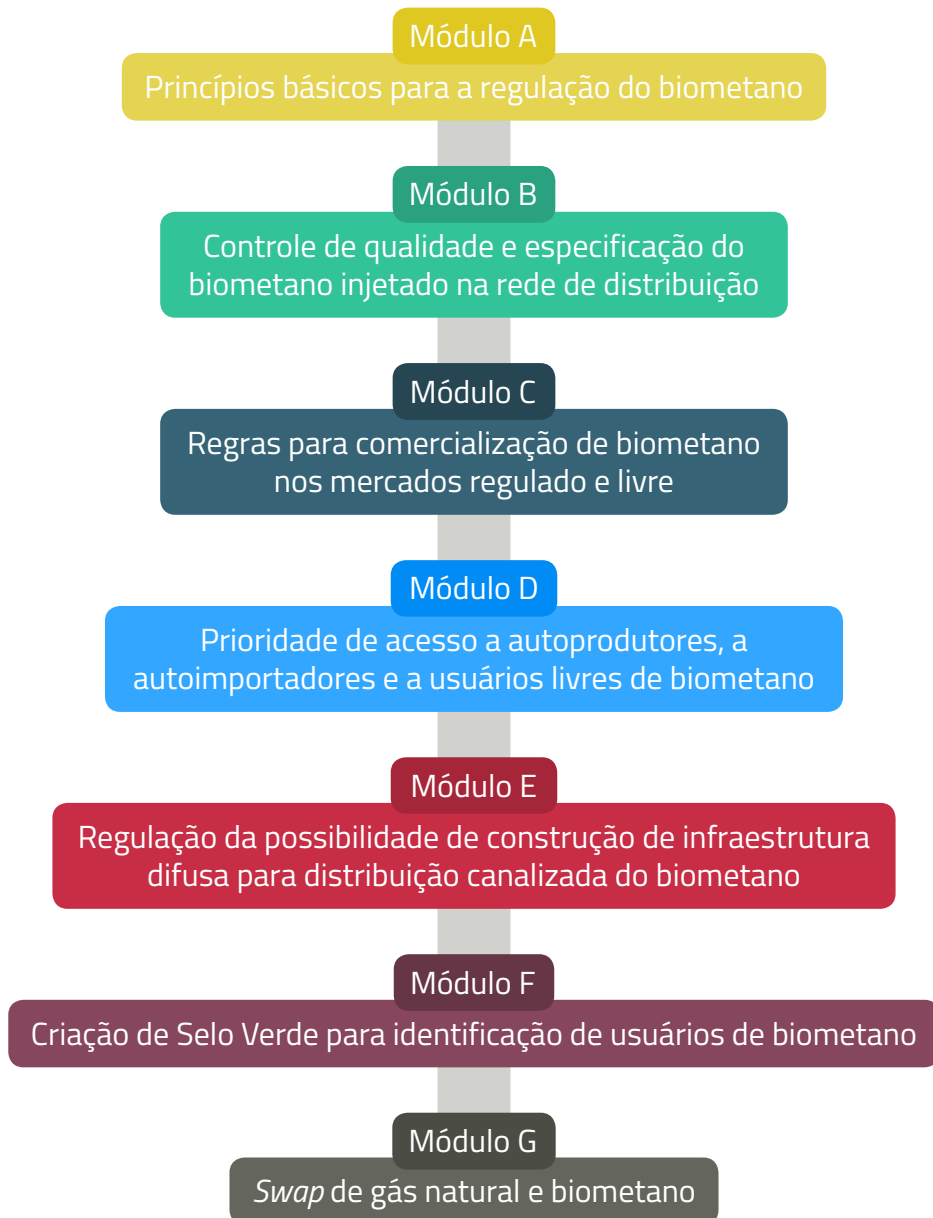 Módulo A
Princípios básicos para a regulação do biometano
Módulo B
Controle de qualidade e especificação do
biometano injetado na rede de distribuição
Módulo C
Regras para comercialização de biometano
nos mercados regulado e livre
Módulo D
Prioridade de acesso a autoprodutores, a
autoimportadores e a usuários livres de biometano
Módulo E
Regulação da possibilidade de construção de infraestrutura
difusa para distribuição canalizada do biometano
Módulo F
Criação de Selo Verde para identificação de usuários de biometano
Módulo G
Swap de gás natural e biometano